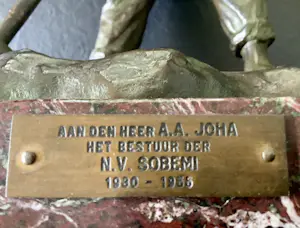 AAN DEN HEER A.A. JOHA
HET BESTUUR DER
N.V. SOBEMI
1930 - 1956